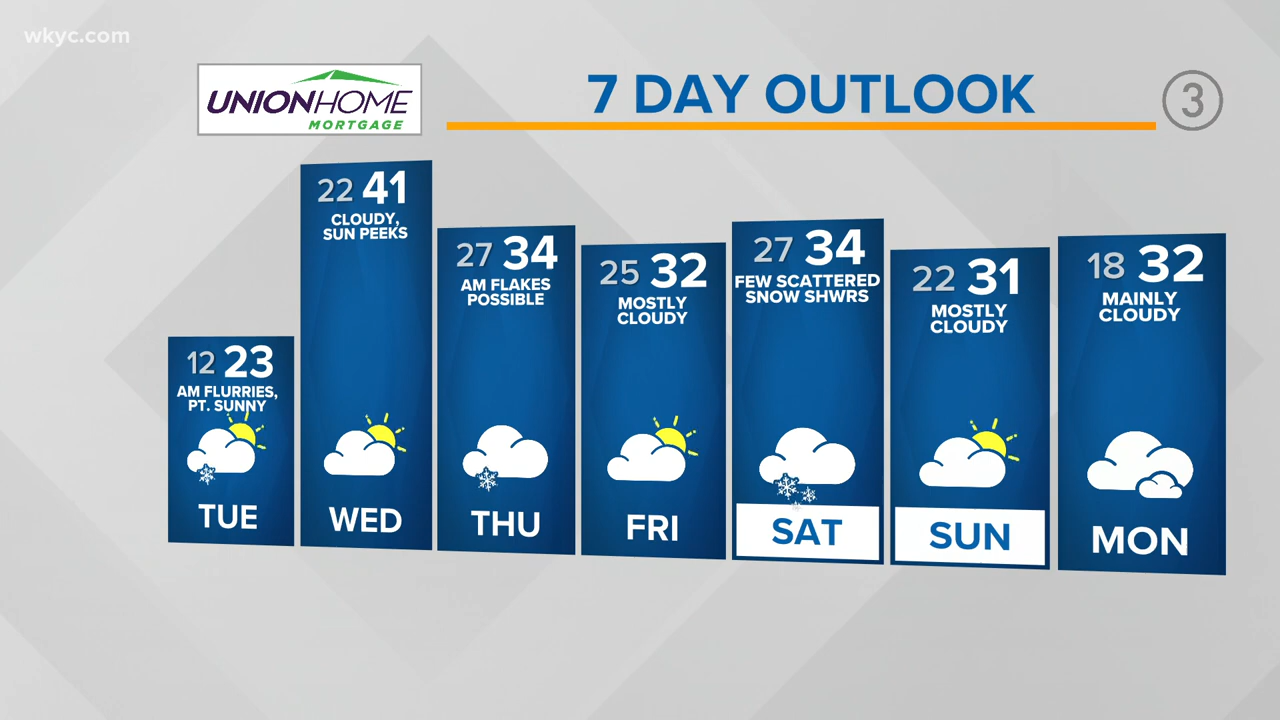 wkyc.com
UNIONHOME
MORTGAGE
7 DAY OUTLOOK
3
12 23
AM FLURRIES,
PT. SUNNY
TUE
22 41
CLOUDY,
SUN PEEKS
WED
27 34
AM FLAKES
POSSIBLE
THU
25 32
MOSTLY
CLOUDY
FRI
27 34
FEW SCATTERED
SNOW SHWRS
SAT
22 31
MOSTLY
CLOUDY
SUN
18 32
MAINLY
CLOUDY
MON